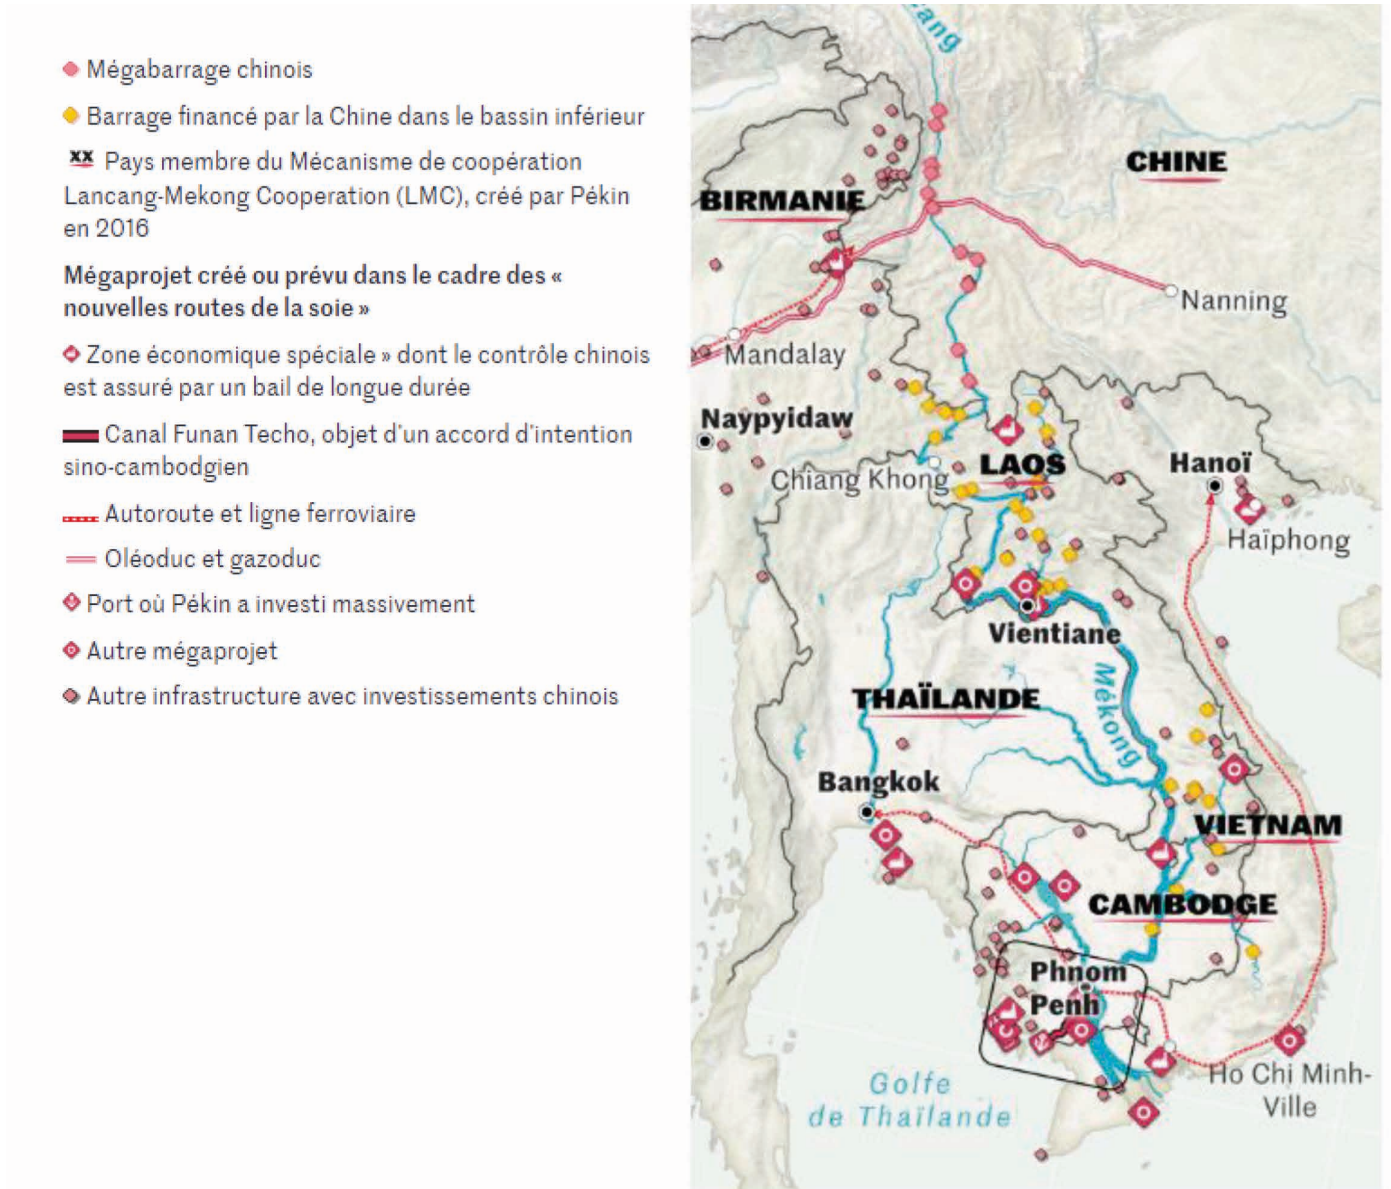 Mégabarrage chinois
Barrage financé par la Chine dans le bassin inférieur
xx Pays membre du Mécanisme de coopération
Lancang-Mekong Cooperation (LMC), créé par Pékin
en 2016
Mégaprojet créé ou prévu dans le cadre des «
nouvelles routes de la soie »
Zone économique spéciale » dont le contrôle chinois
est assuré par un bail de longue durée
Canal Funan Techo, objet d'un accord d'intention
sino-cambodgien
Autoroute et ligne ferroviaire
Oléoduc et gazoduc
Port où Pékin a investi massivement
Autre mégaprojet
Autre infrastructure avec investissements chinois
CHINE
BIRMANIE
Nanning
Mandalay
Naypyidaw
Chiang Khong
LAOS
Hanoï
Haïphong
Vientiane
THAÏLANDE
Mékong
Bangkok
VIETNAM
CAMBODGE
Phnom
Penh
Golfe
de Thaïlande
Ho Chi Minh-
Ville